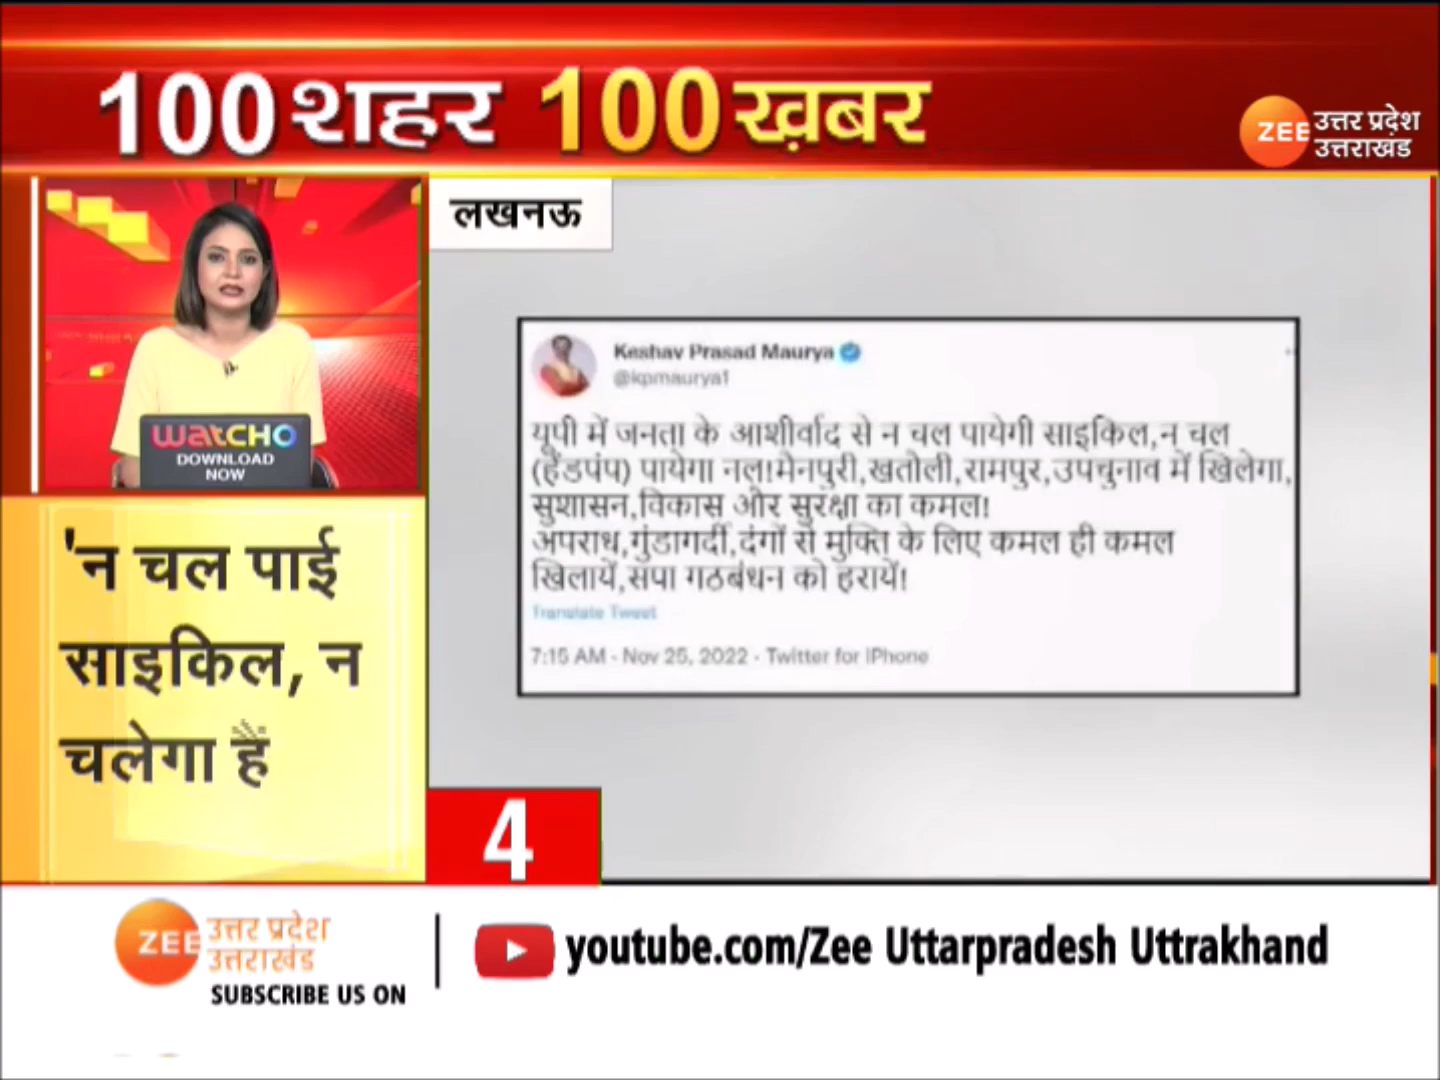 100 शहर 100 ख़बर
ZEE उत्तर प्रदेश
उत्तराखंड
लखनऊ
WATCHO
DOWNLOAD
NOW
Keshav Prasad Maurya
@kpmaurya1
यूपी में जनता के आशीर्वाद से न चल पायेगी साइकिल,न चल
(हैंडपंप) पायेगा नल!मैनपुरी,खतोली,रामपुर,उपचुनाव में खिलेगा,
सुशासन,विकास और सुरक्षा का कमल!
अपराध,गुंडागर्दी,दंगों से मुक्ति के लिए कमल ही कमल
खिलायें,सपा गठबंधन को हरायें!
Translate Tweet
7:15 AM - Nov 25, 2022 - Twitter for iPhone
'न चल पाई
साइकिल, न
चलेगा हैं
4
ZEE उत्तर प्रदेश
उत्तराखंड
SUBSCRIBE US ON
youtube.com/Zee Uttarpradesh Uttrakhand